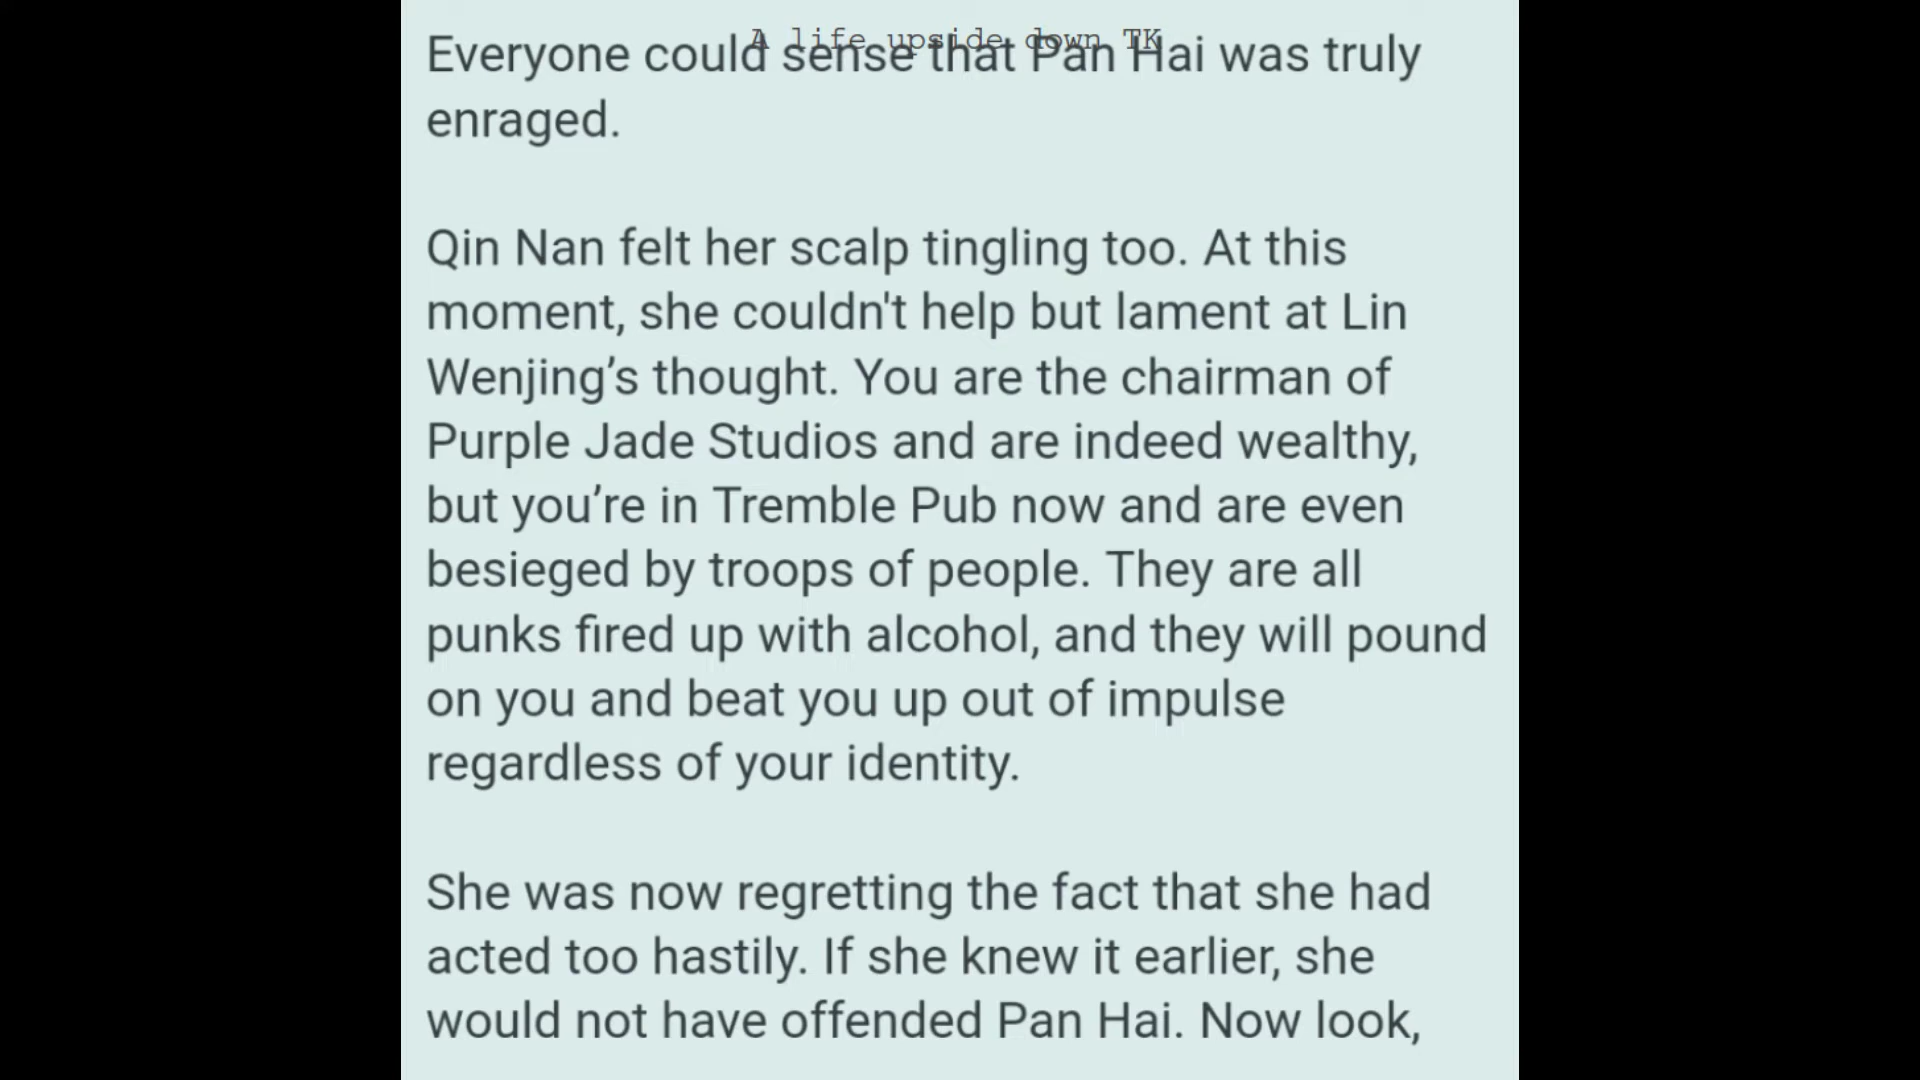 A life upside down TK
Everyone could sense that Pan Hai was truly
enraged.
Qin Nan felt her scalp tingling too. At this
moment, she couldn't help but lament at Lin
Wenjing’s thought. You are the chairman of
Purple Jade Studios and are indeed wealthy,
but you’re in Tremble Pub now and are even
besieged by troops of people. They are all
punks fired up with alcohol, and they will pound
on you and beat you up out of impulse
regardless of your identity.
She was now regretting the fact that she had
acted too hastily. If she knew it earlier, she
would not have offended Pan Hai. Now look,